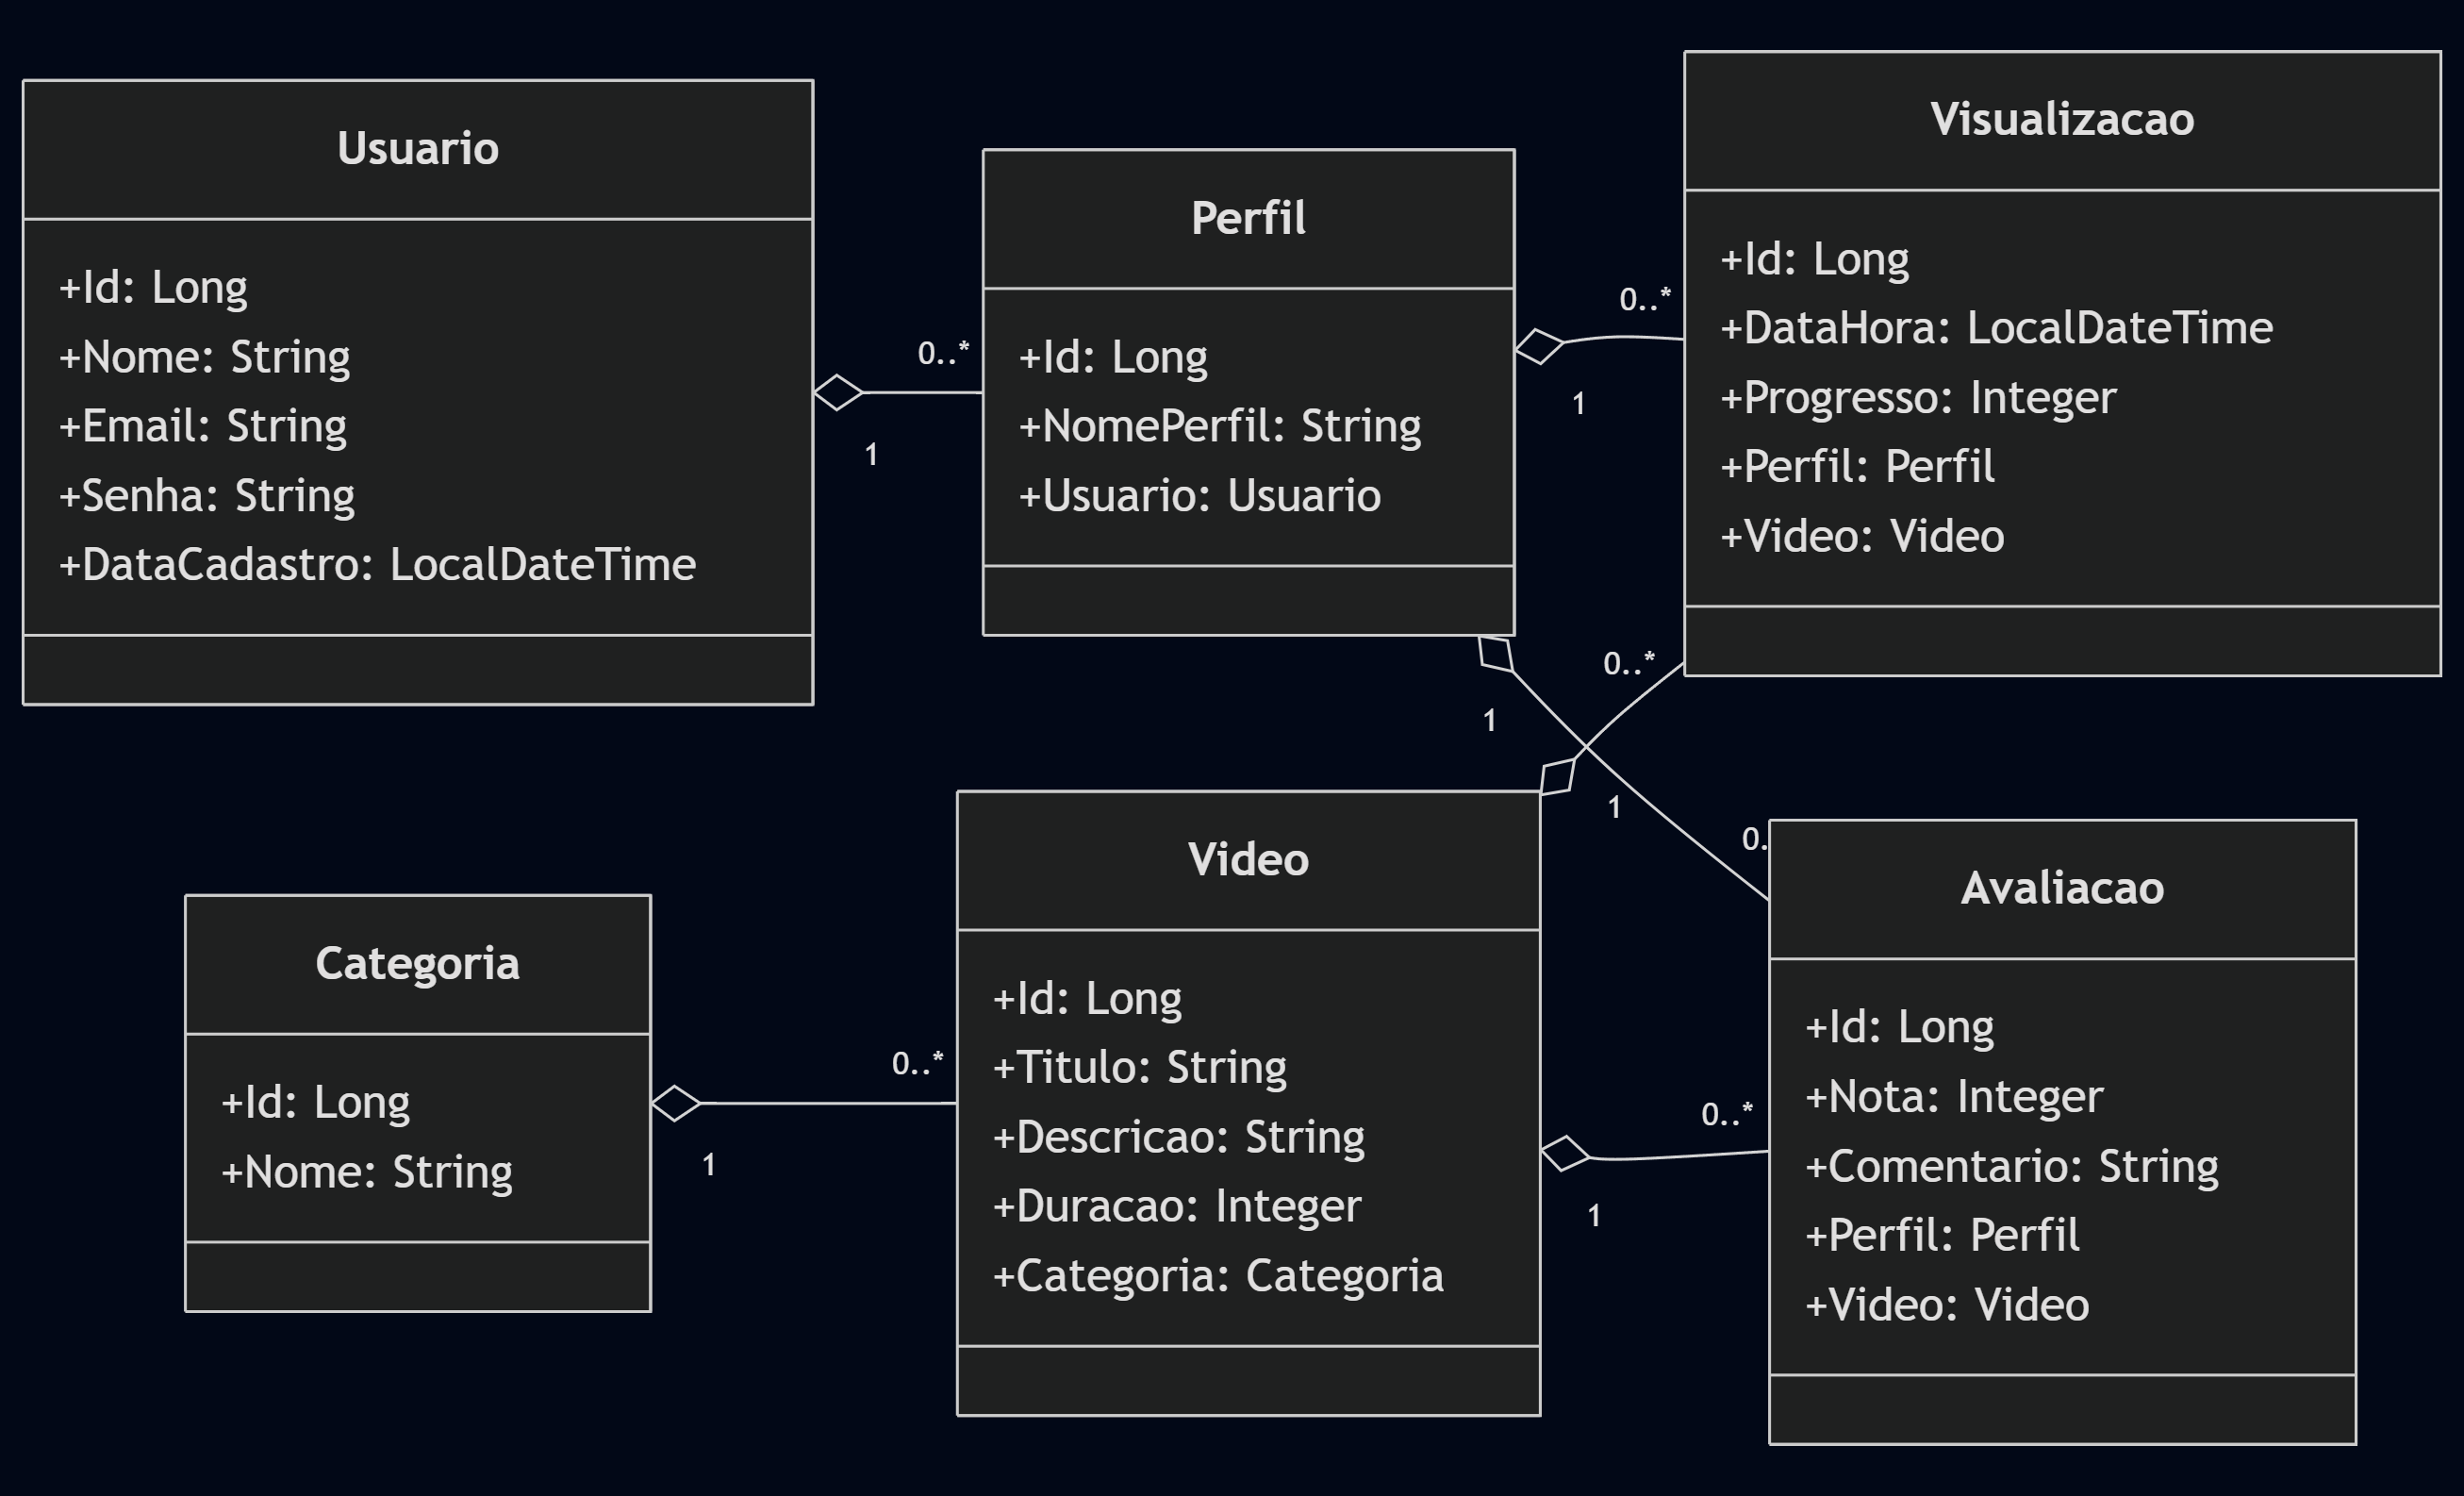 Usuario
+Id: Long
+Nome: String
+Email: String
+Senha: String
+DataCadastro: LocalDateTime
0..*
1
Perfil
+Id: Long
+NomePerfil: String
+Usuario: Usuario
0..*
1
Visualizacao
+Id: Long
+DataHora: LocalDateTime
+Progresso: Integer
+Perfil: Perfil
+Video: Video
0..*
1
1
0.
Categoria
+Id: Long
+Nome: String
0..*
1
Video
+Id: Long
+Titulo: String
+Descricao: String
+Duracao: Integer
+Categoria: Categoria
0..*
1
Avaliacao
+Id: Long
+Nota: Integer
+Comentario: String
+Perfil: Perfil
+Video: Video